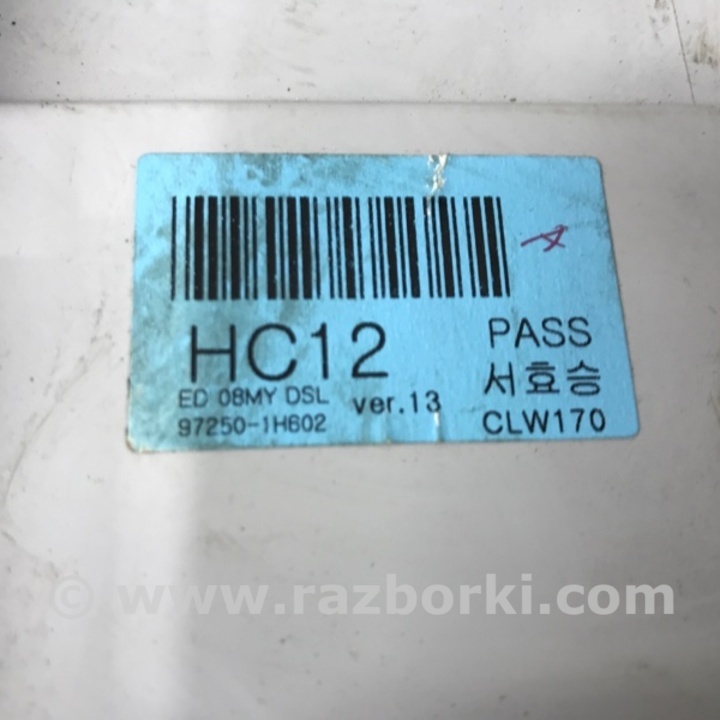 HC12
PASS
서효승
ED 08MY DSL
ver.13
97250-1H602
CLW170
© www.razborki.com